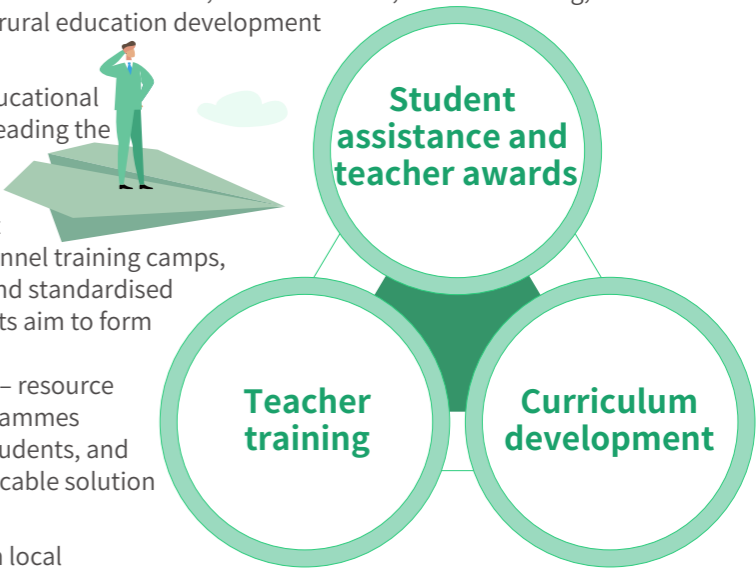 rural education development
ucational
eading the
nnel training camps,
nd standardised
ts aim to form
– resource
ammes
udents, and
cable solution
local
Student
assistance and
teacher awards
Teacher
training
Curriculum
development